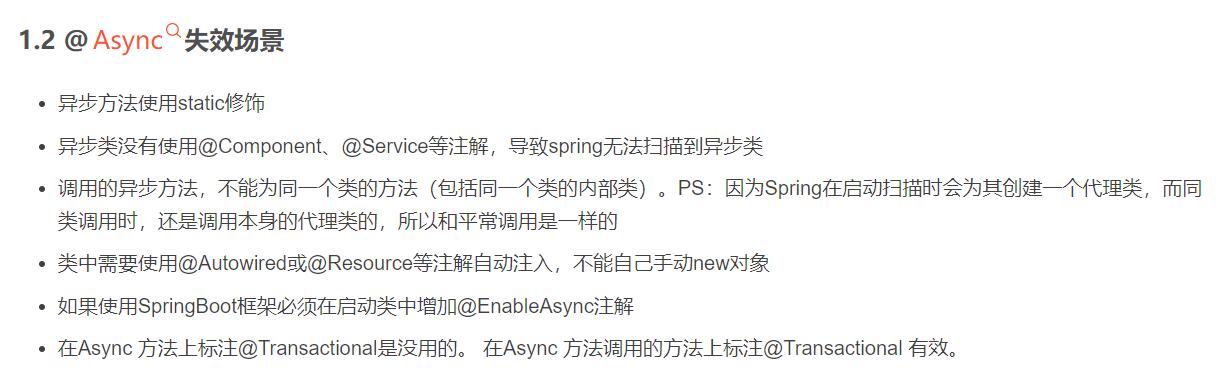 1.2 @Async失效场景
异步方法使用static修饰
异步类没有使用@Component、@Service等注解，导致spring无法扫描到异步类
调用的异步方法，不能为同一个类的方法（包括同一个类的内部类）。PS：因为Spring在启动扫描时会为其创建一个代理类，而同
类调用时，还是调用本身的代理类的，所以和平常调用是一样的
类中需要使用@Autowired或@Resource等注解自动注入，不能自己手动new对象
如果使用SpringBoot框架必须在启动类中增加@EnableAsync注解
在Async 方法上标注@Transactional是没用的。 在Async 方法调用的方法上标注@Transactional 有效。